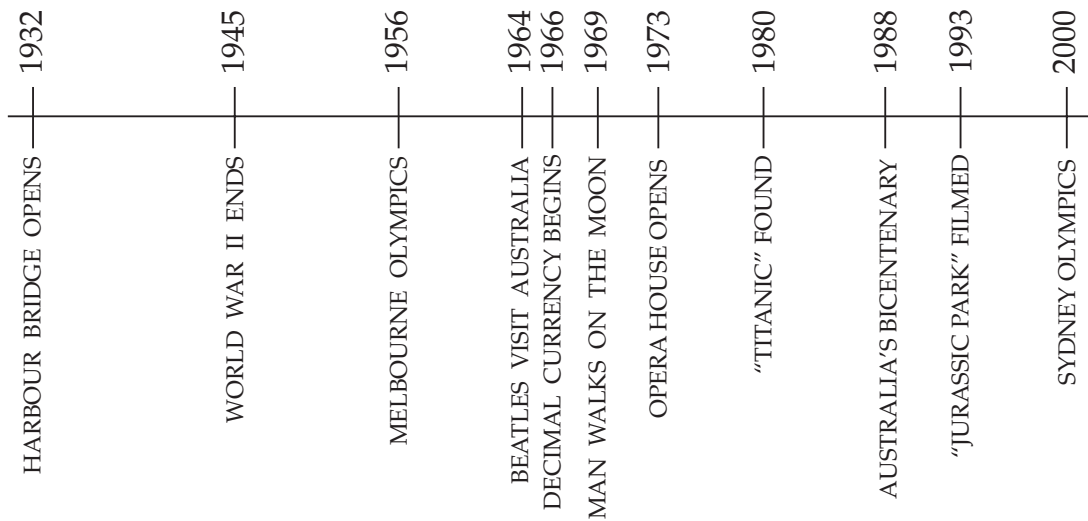 1932
1945
1956
1964
1966
1969
1973
1980
1988
1993
2000
HARBOUR BRIDGE OPENS
WORLD WAR II ENDS
MELBOURNE OLYMPICS
BEATLES VISIT AUSTRALIA
DECIMAL CURRENCY BEGINS
MAN WALKS ON THE MOON
OPERA HOUSE OPENS
“TITANIC” FOUND
AUSTRALIA’S BICENTENARY
“JURASSIC PARK” FILMED
SYDNEY OLYMPICS